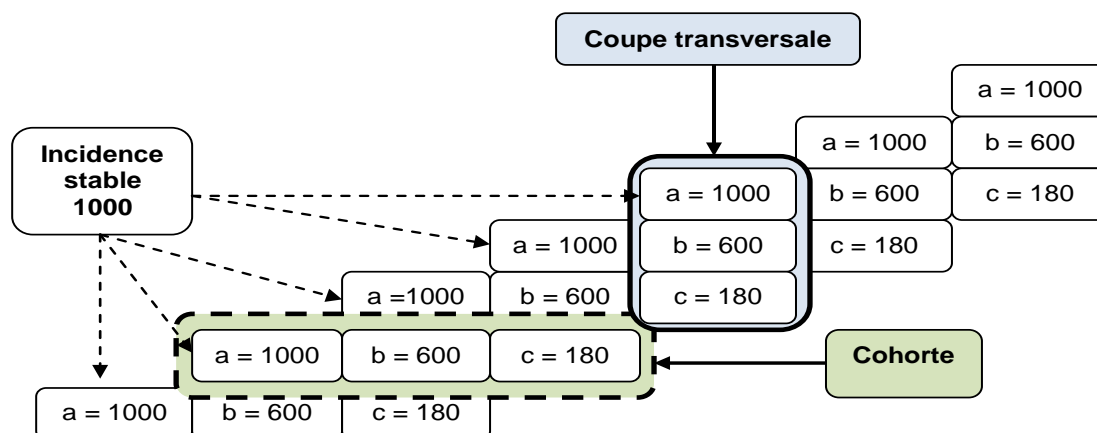 Coupe transversale
a = 1000
a = 1000
b = 600
Incidence
stable
1000
a = 1000
b = 600
c = 180
a = 1000
b = 600
c = 180
a =1000
b = 600
c = 180
a = 1000
b = 600
c = 180
Cohorte
a = 1000
b = 600
c = 180